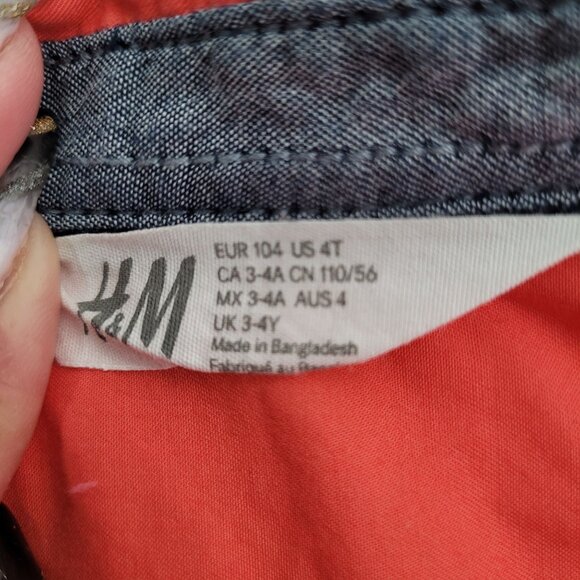 H&M
EUR 104 US 4T
CA 3-4A CN 110/56
MX 3-4A AUS 4
UK 3-4Y
Made in Bangladesh
Fabriqué au